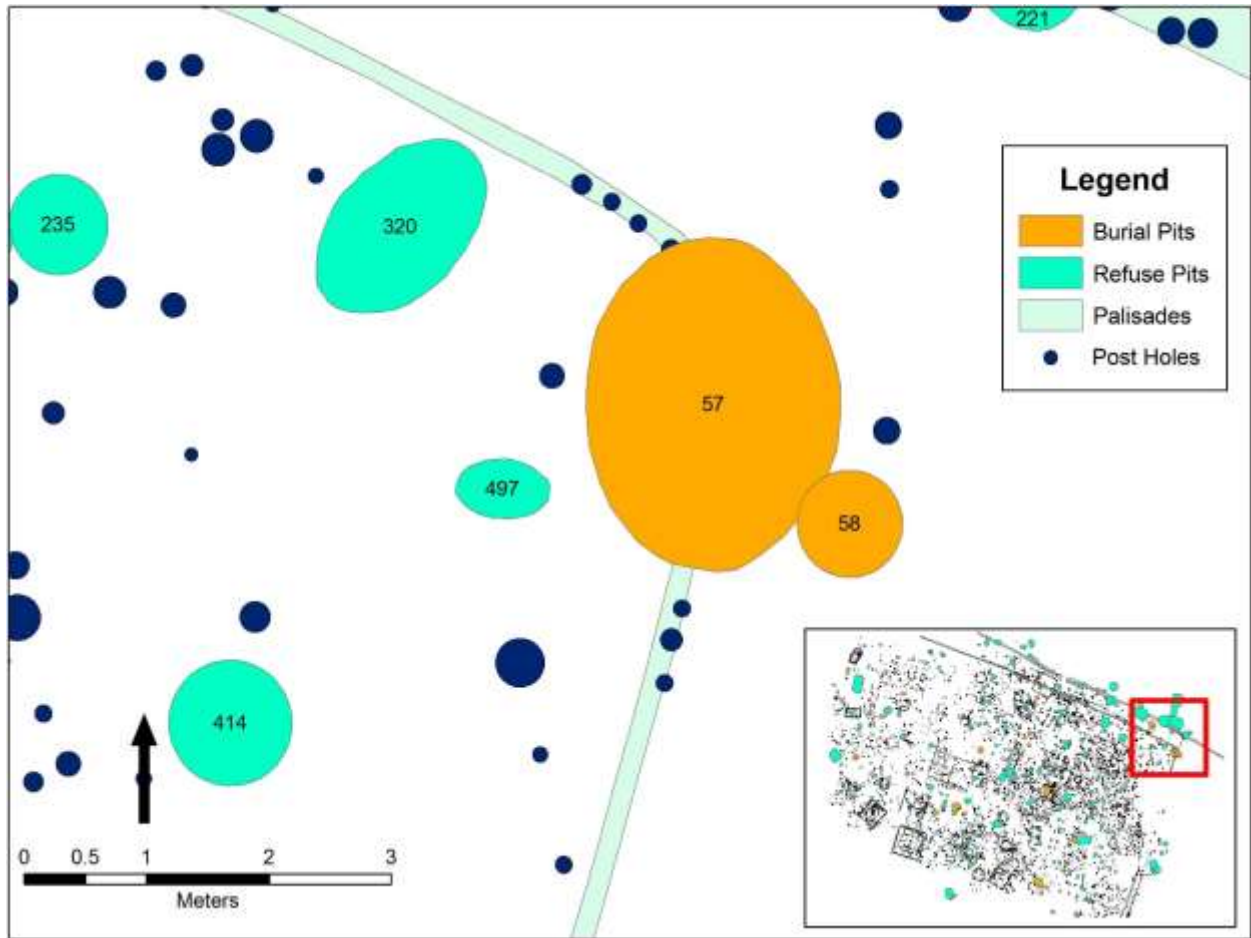 221
Legend
Burial Pits
Refuse Pits
Palisades
Post Holes
235
320
57
497
58
414
0 0.5 1 2 3
Meters